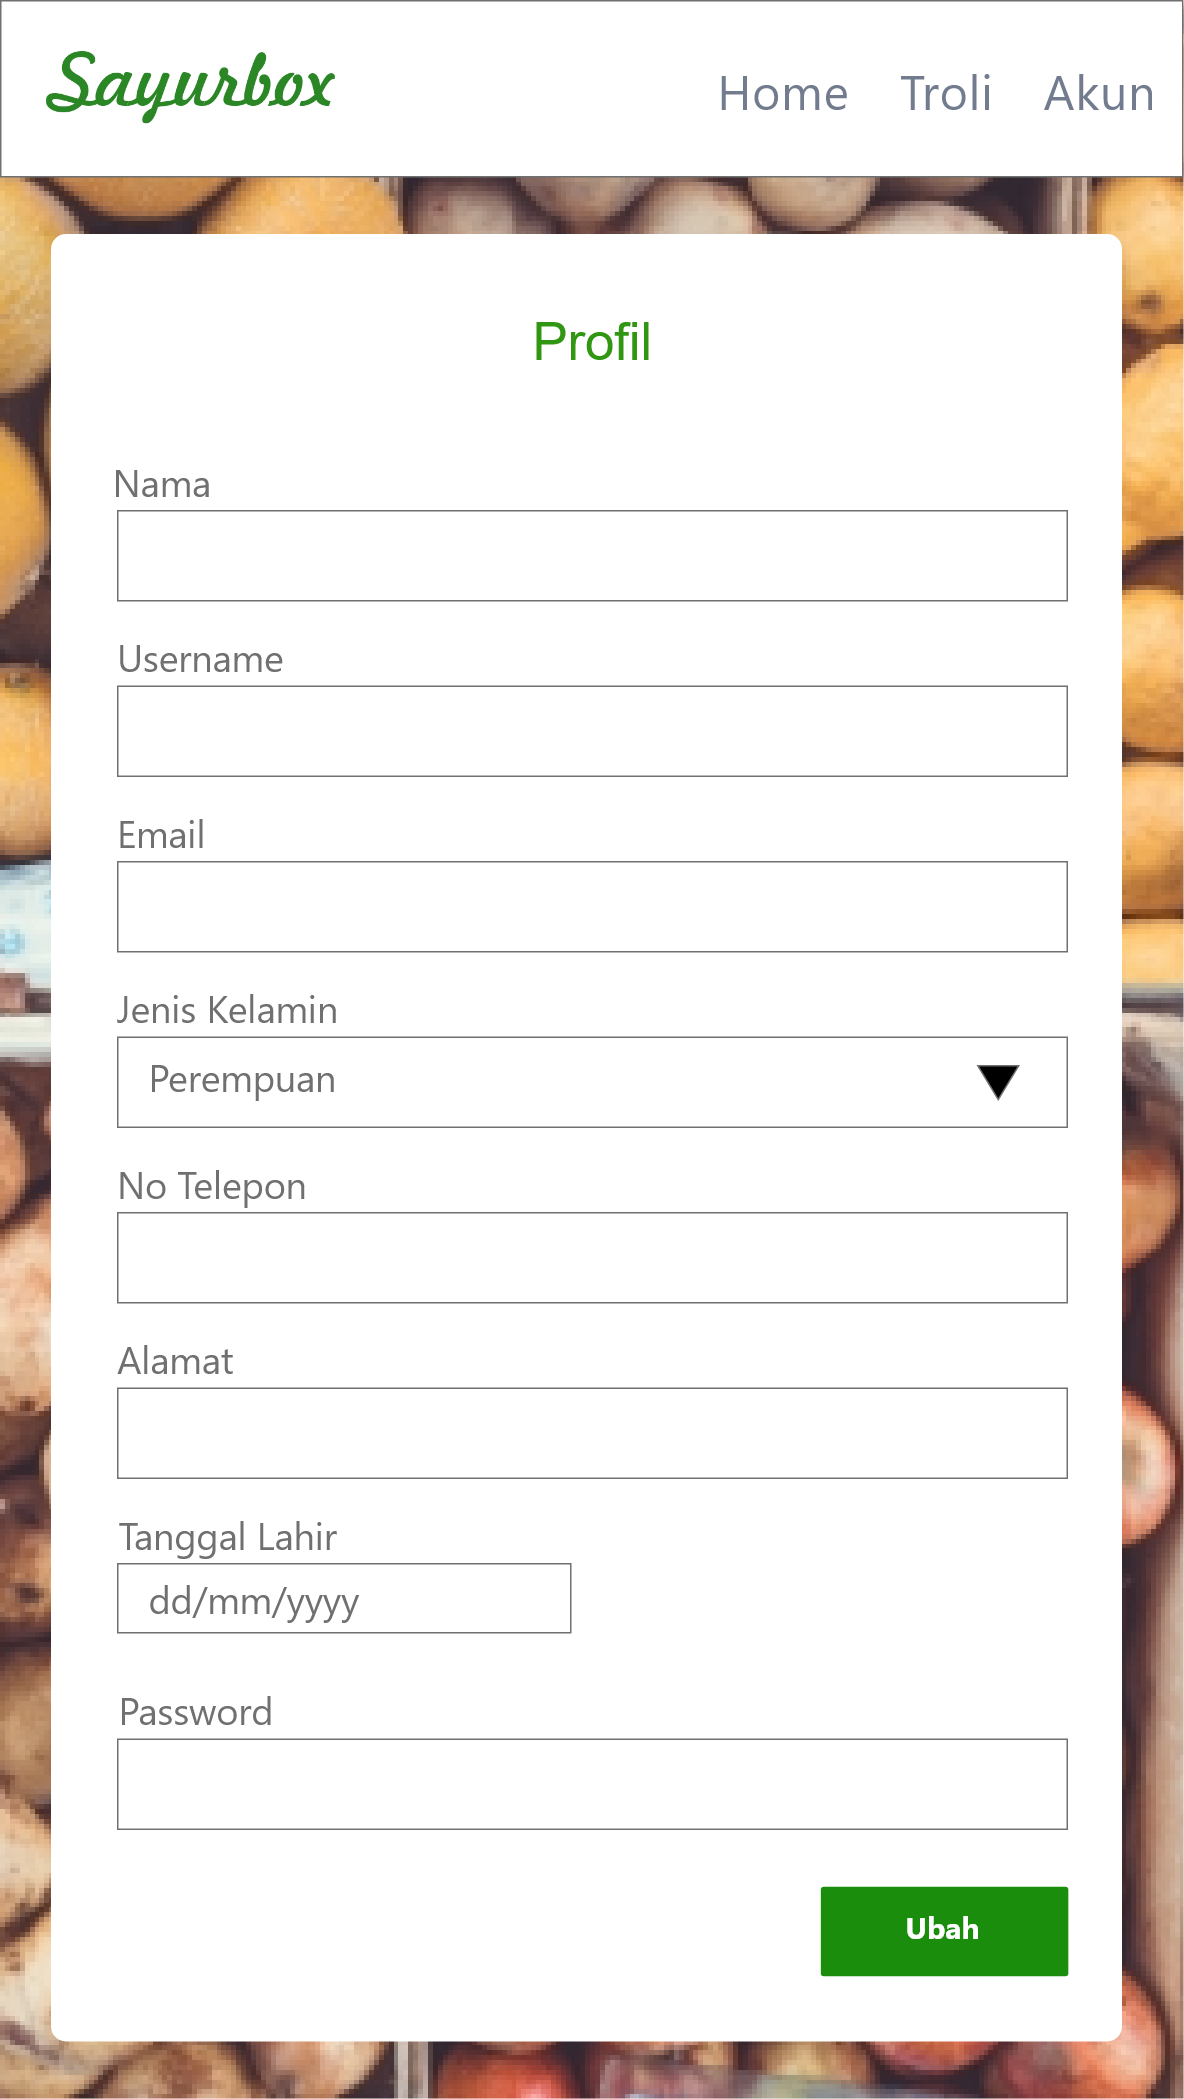 Sayurbox
Home Troli Akun
Profil
Nama
Username
Email
Jenis Kelamin
Perempuan
No Telepon
Alamat
Tanggal Lahir
dd/mm/yyyy
Password
Ubah